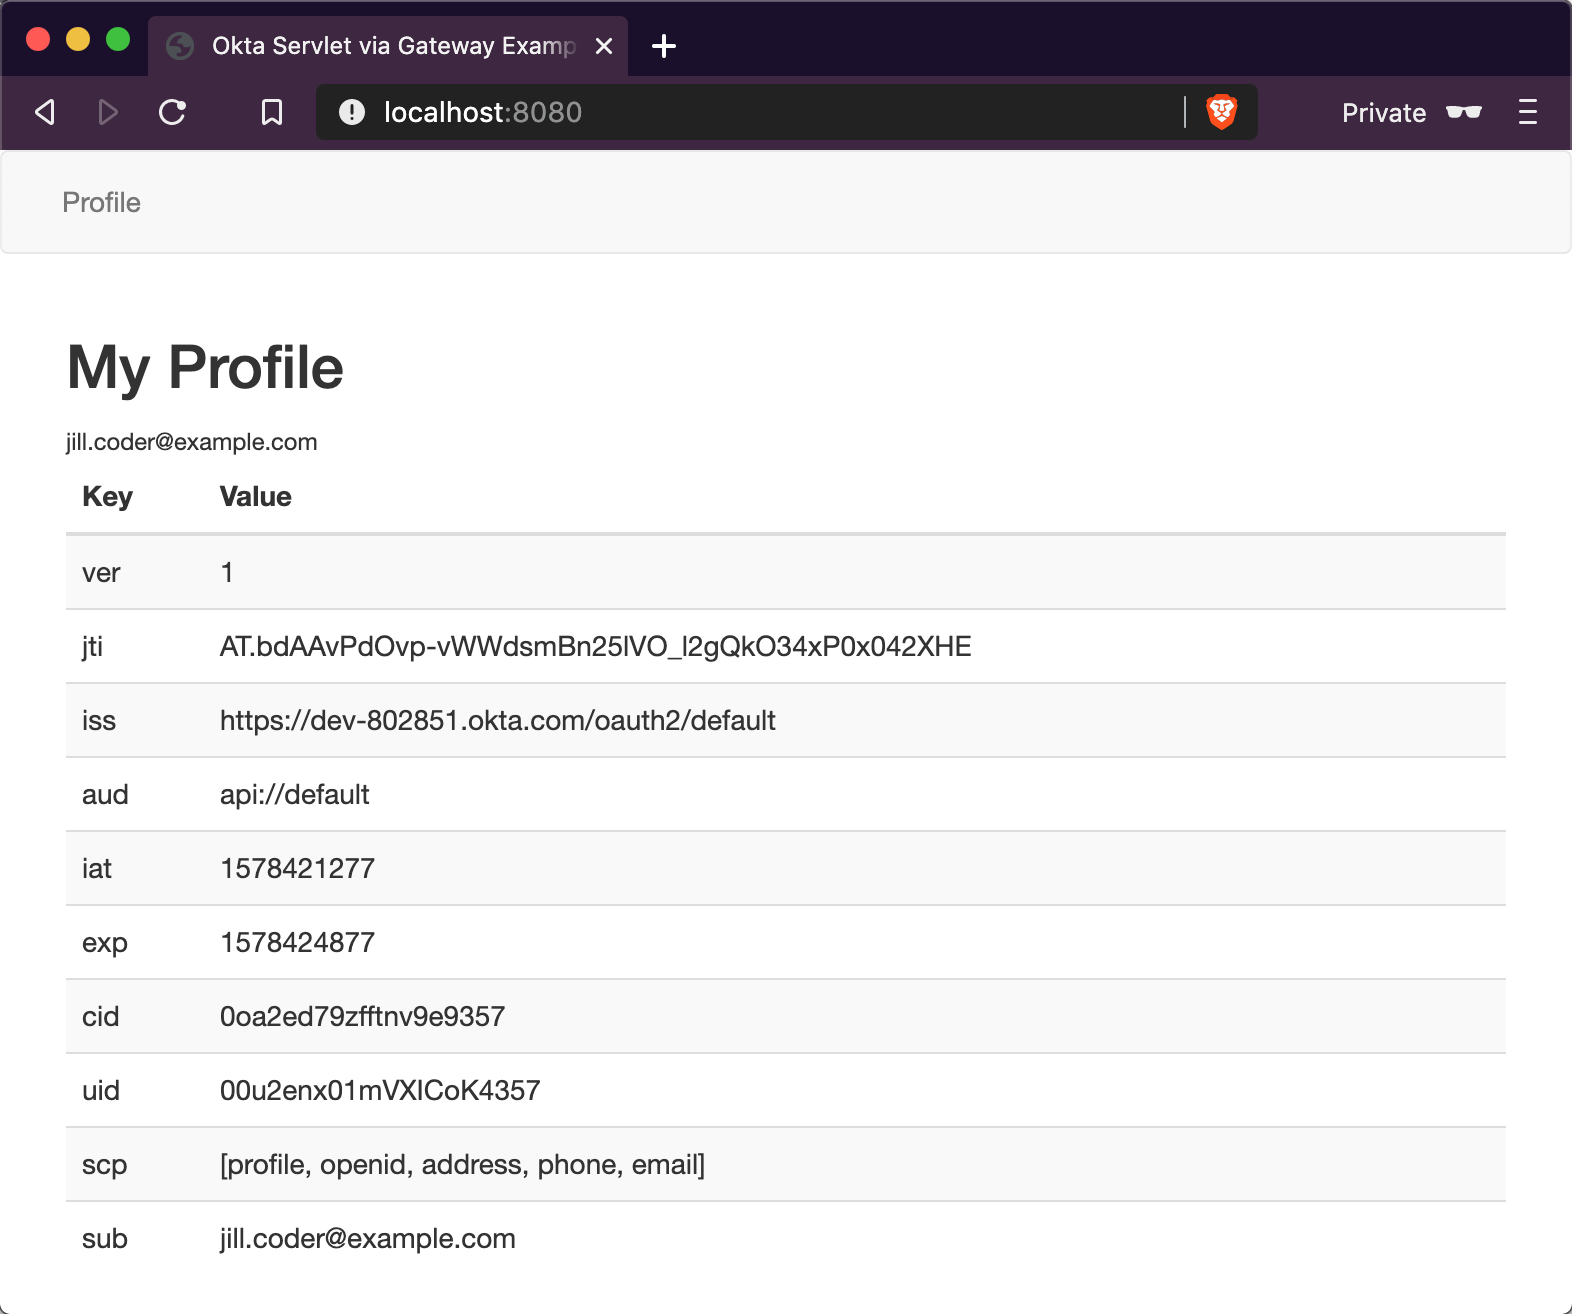 Okta Servlet via Gateway Examp
localhost:8080
Private
Profile
My Profile
jill.coder@example.com
Key Value
ver 1
jti AT.bdAAvPdOvp-vWWdsmBn25lVO_l2gQkO34xP0x042XHE
iss https://dev-802851.okta.com/oauth2/default
aud api://default
iat 1578421277
exp 1578424877
cid 0oa2ed79zfftnv9e9357
uid 00u2enx01mVXICoK4357
scp [profile, openid, address, phone, email]
sub jill.coder@example.com